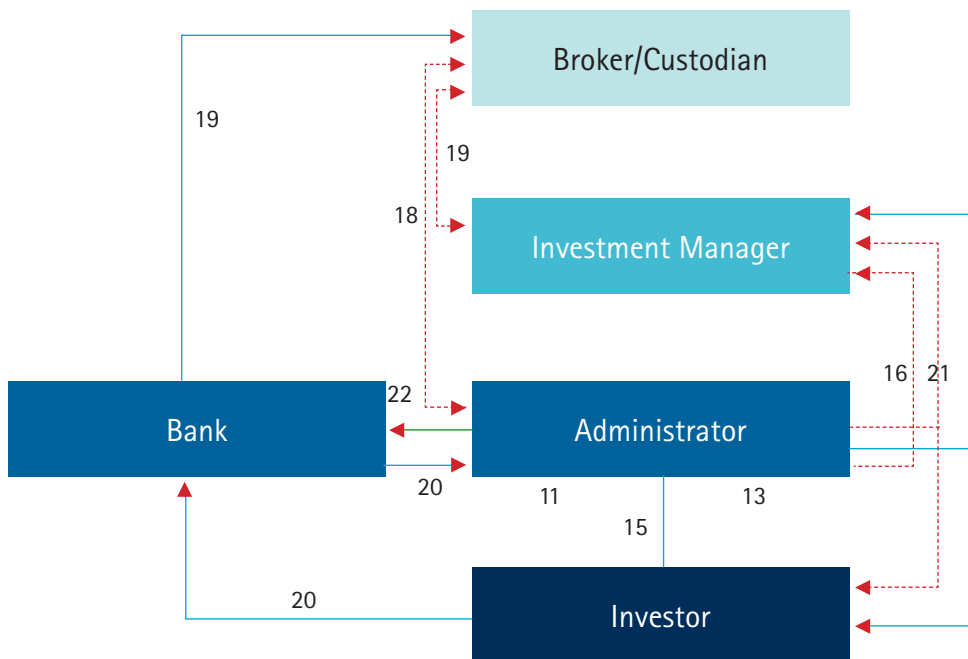 Broker/Custodian
19
19
18
Investment Manager
16
21
22
Bank
Administrator
20
11
13
15
20
Investor